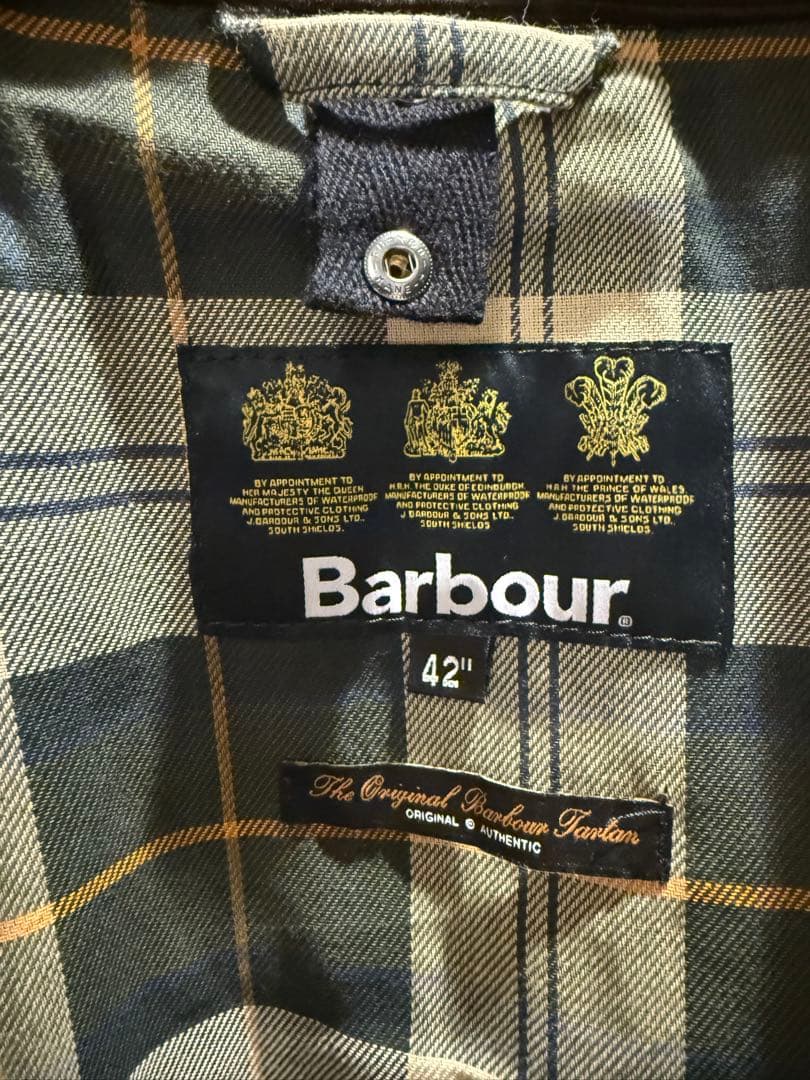 BY APPOINTMENT TO
HER MAJESTY THE QUEEN
MANUFACTURERS OF WATERPROOF
AND PROTECTIVE CLOTHING
J.BARBOUR & SONS LTD.,
SOUTH SHIELDS.
BY APPOINTMENT TO
H.R.H. THE DUKE OF EDINBURGH
MANUFACTURERS OF WATERPROOF
AND PROTECTIVE CLOTHING
J.BARBOUR & SONS LTD.,
SOUTH SHIELDS
BY APPOINTMENT TO
H.R.H THE PRINCE OF WALES
MANUFACTURERS OF WATERPROOF
AND PROTECTIVE CLOTHING
J.BARBOUR & SONS LTD.,
SOUTH SHIELDS.
Barbour®
42"
The Original Barbour Tartan
ORIGINAL © AUTHENTIC